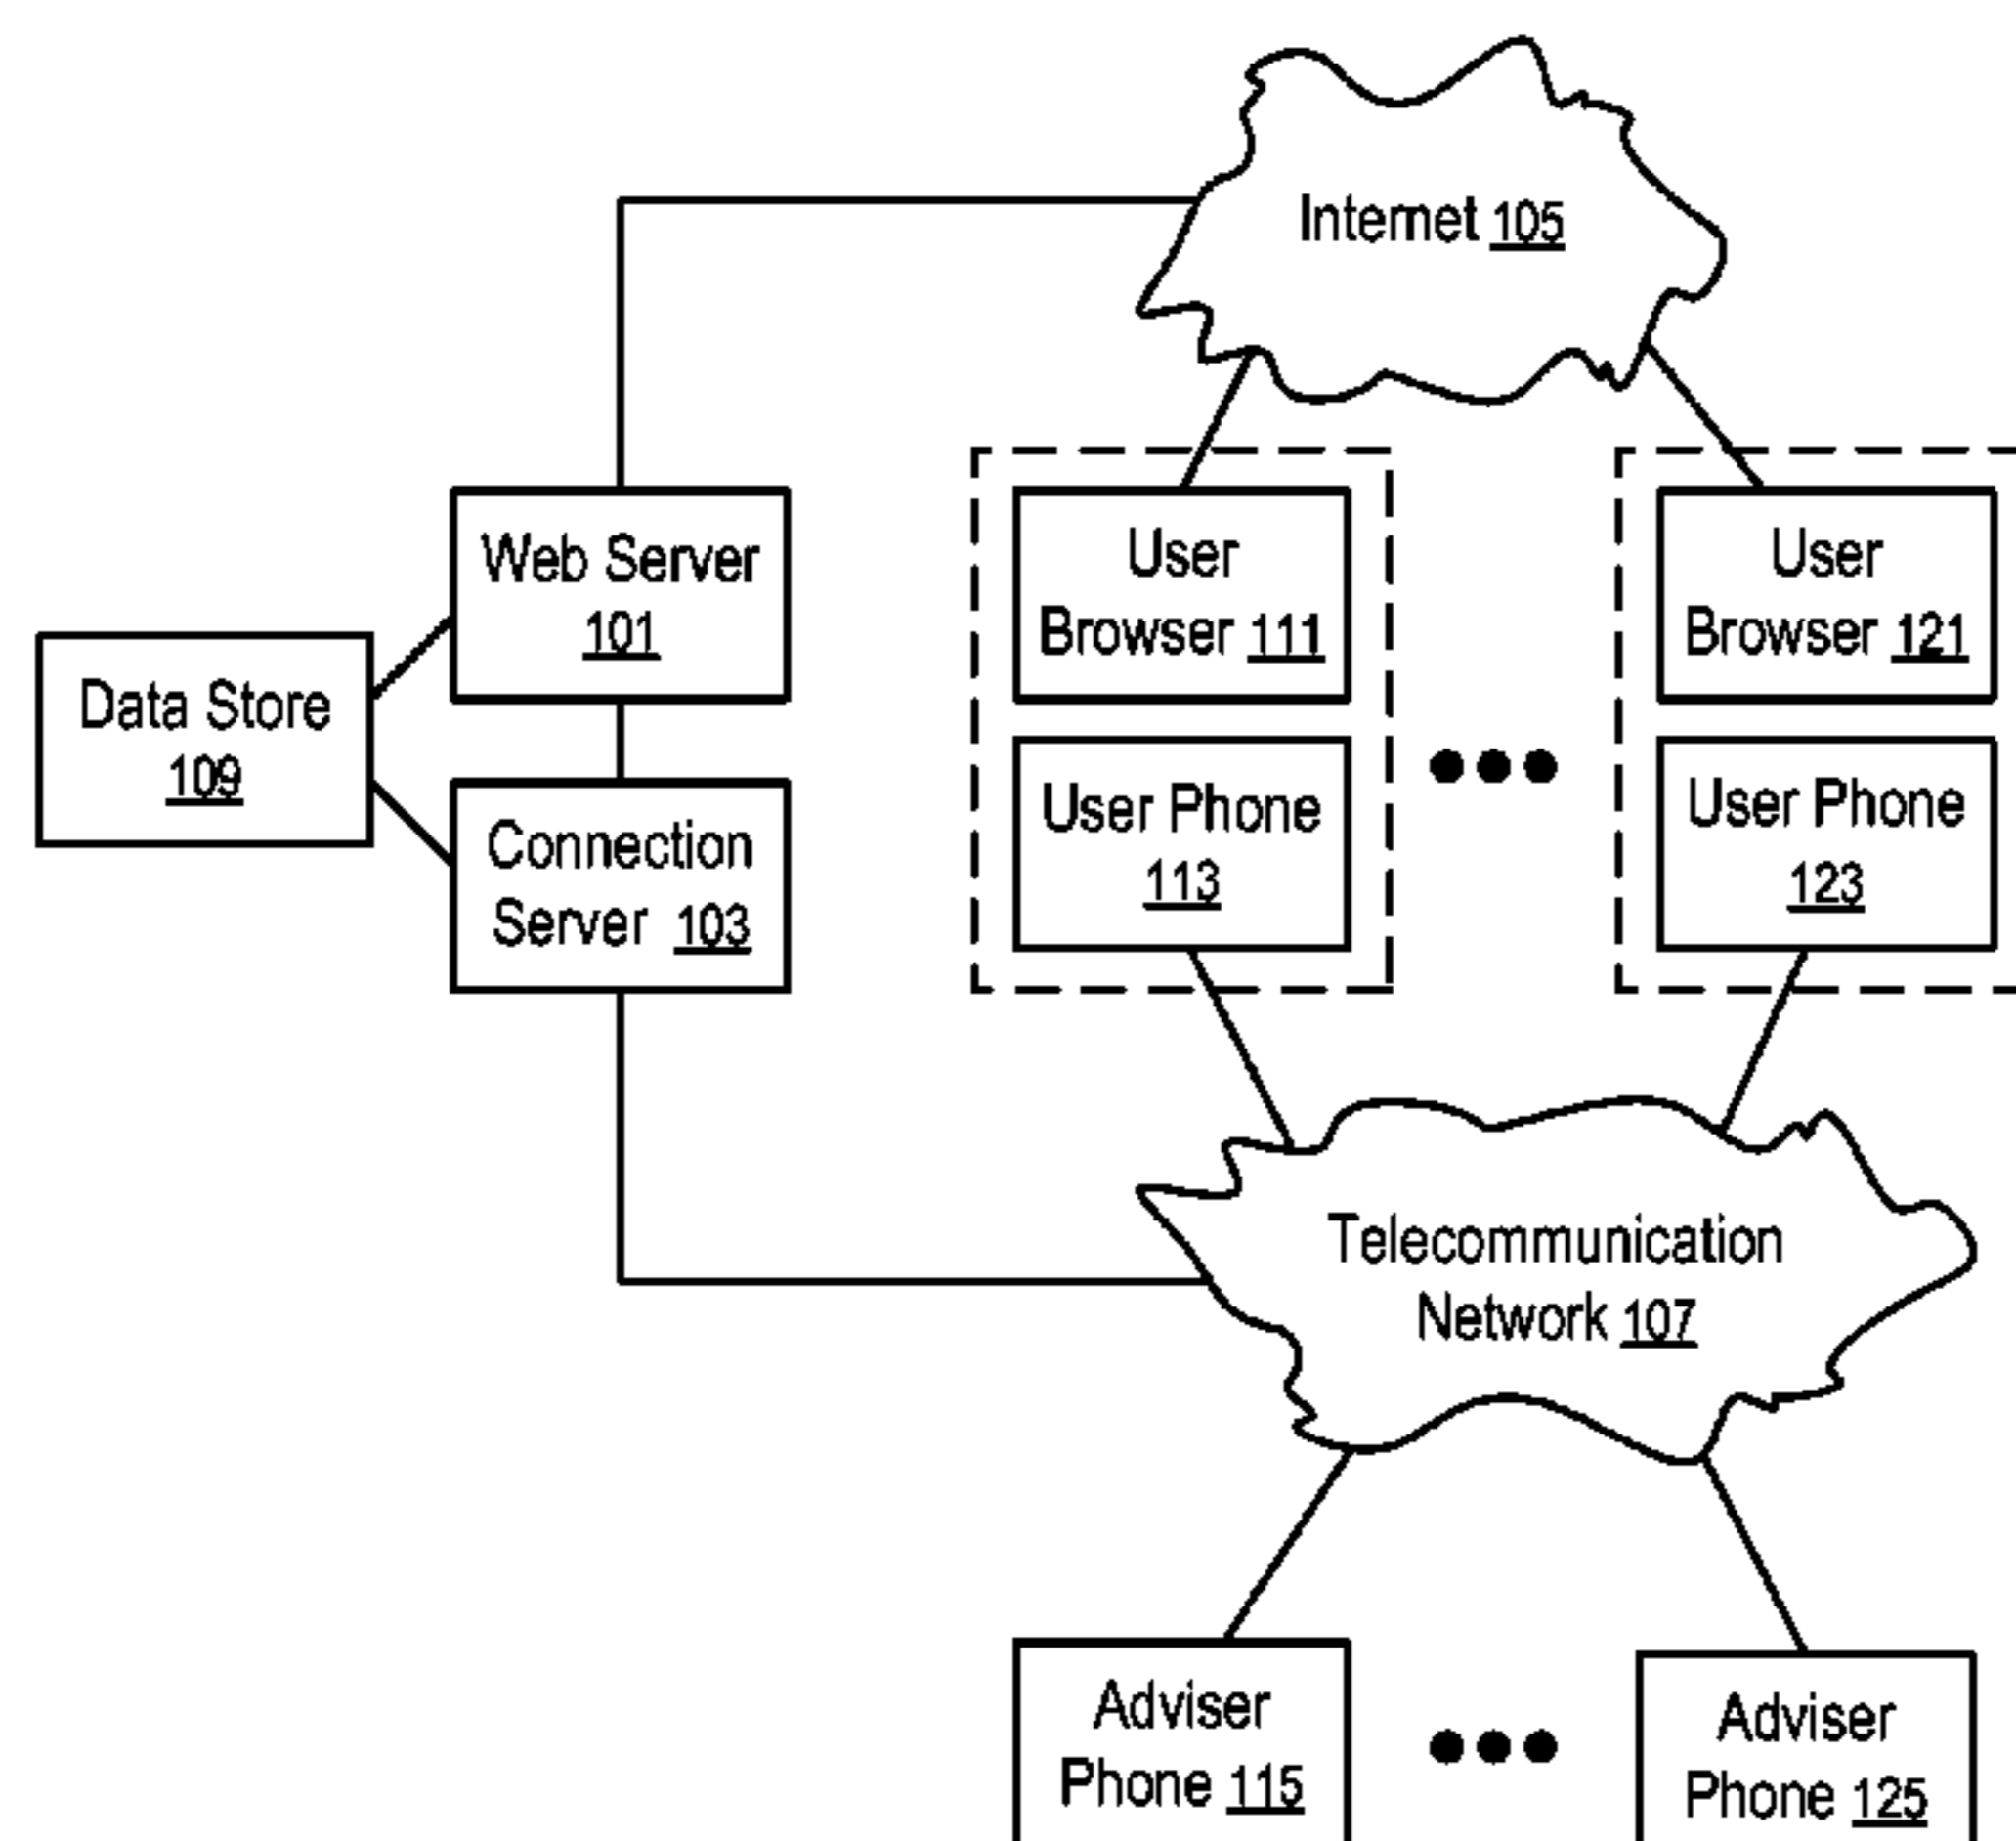 Internet 105
Web Server
101
User
Browser 111
User
Browser 121
Data Store
109
Connection
Server 103
User Phone
113
User Phone
123
Telecommunication
Network 107
Adviser
Phone 115
Adviser
Phone 125